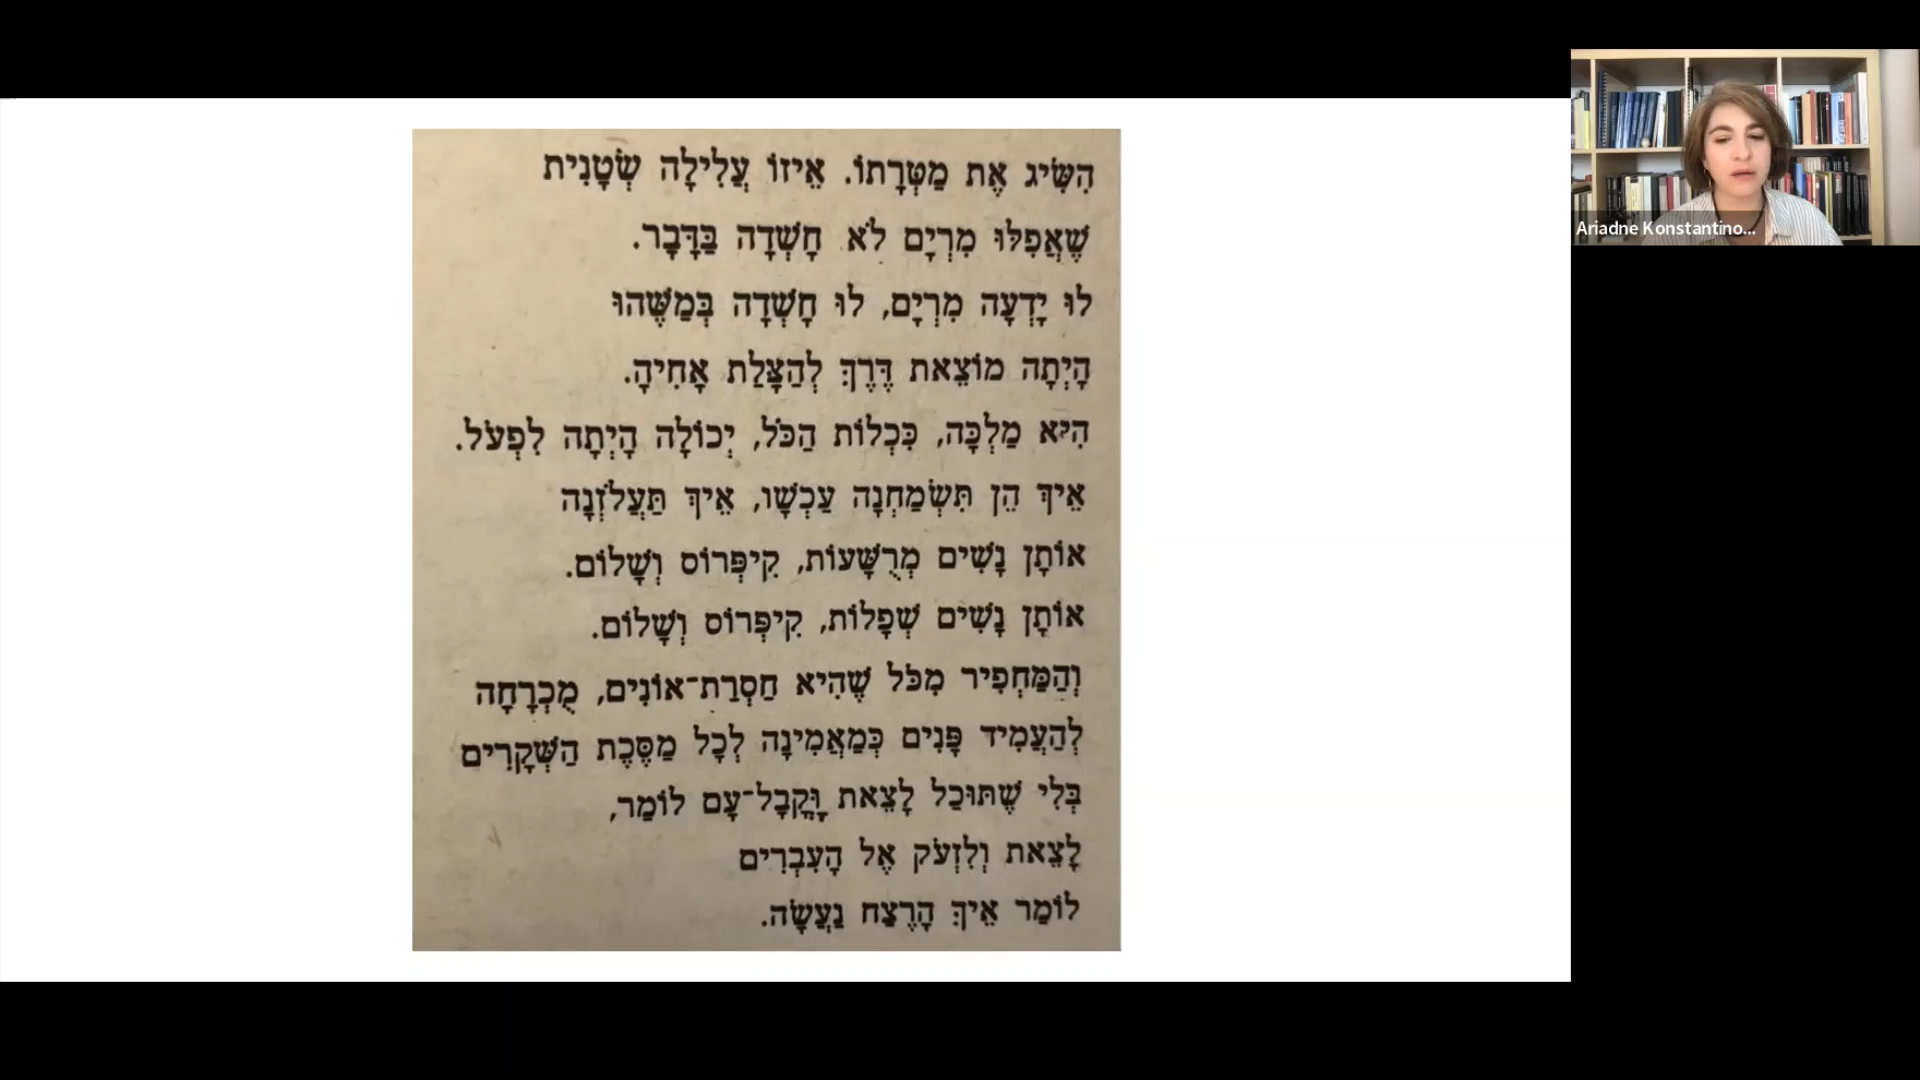 הִשִּׂיג אֶת מַטְּרָתוֹ. אֵיזוֹ עֲלִילָה שְׂטָנִית
שֶׁאֲפִלּוּ מִרְיָם לֹא חָשְׁדָה בַּדָּבָר.
לוּ יָדְעָה מִרְיָם, לוּ חָשְׁדָה בְּמַשֶּׁהוּ
הָיְתָה מוֹצֵאת דֶּרֶךְ לְהַצָּלַת אָחִיהָ.
הִיא מַלְכָּה, כִּכְלוֹת הַכֹּל, יְכוֹלָה הָיְתָה לִפְעֹל.
אֵיךְ הֵן תִּשְׂמַחְנָה עַכְשָׁו, אֵיךְ תַּעֲלֹזְנָה
אוֹתָן נָשִׁים מְרֻשָּׁעוֹת, קִיפְּרוֹס וְשָׁלוֹם.
אוֹתָן נָשִׁים שְׁפָלוֹת, קִיפְּרוֹס וְשָׁלוֹם.
וְהַמַּחְפִּיר מִכֹּל שֶׁהִיא חַסְרַת־אוֹנִים, מֻכְרָחָה
לְהַעֲמִיד פָּנִים כְּמַאֲמִינָה לְכָל מַסֶּכֶת הַשְּׁקָרִים
בְּלִי שֶׁתּוּכַל לָצֵאת וָּקֳבָל־עָם לוֹמַר,
לָצֵאת וְלִזְעֹק אֶל הָעִבְרִים
לוֹמַר אֵיךְ הָרֶצַח נַעֲשָׂה.
Ariadne Konstantino...